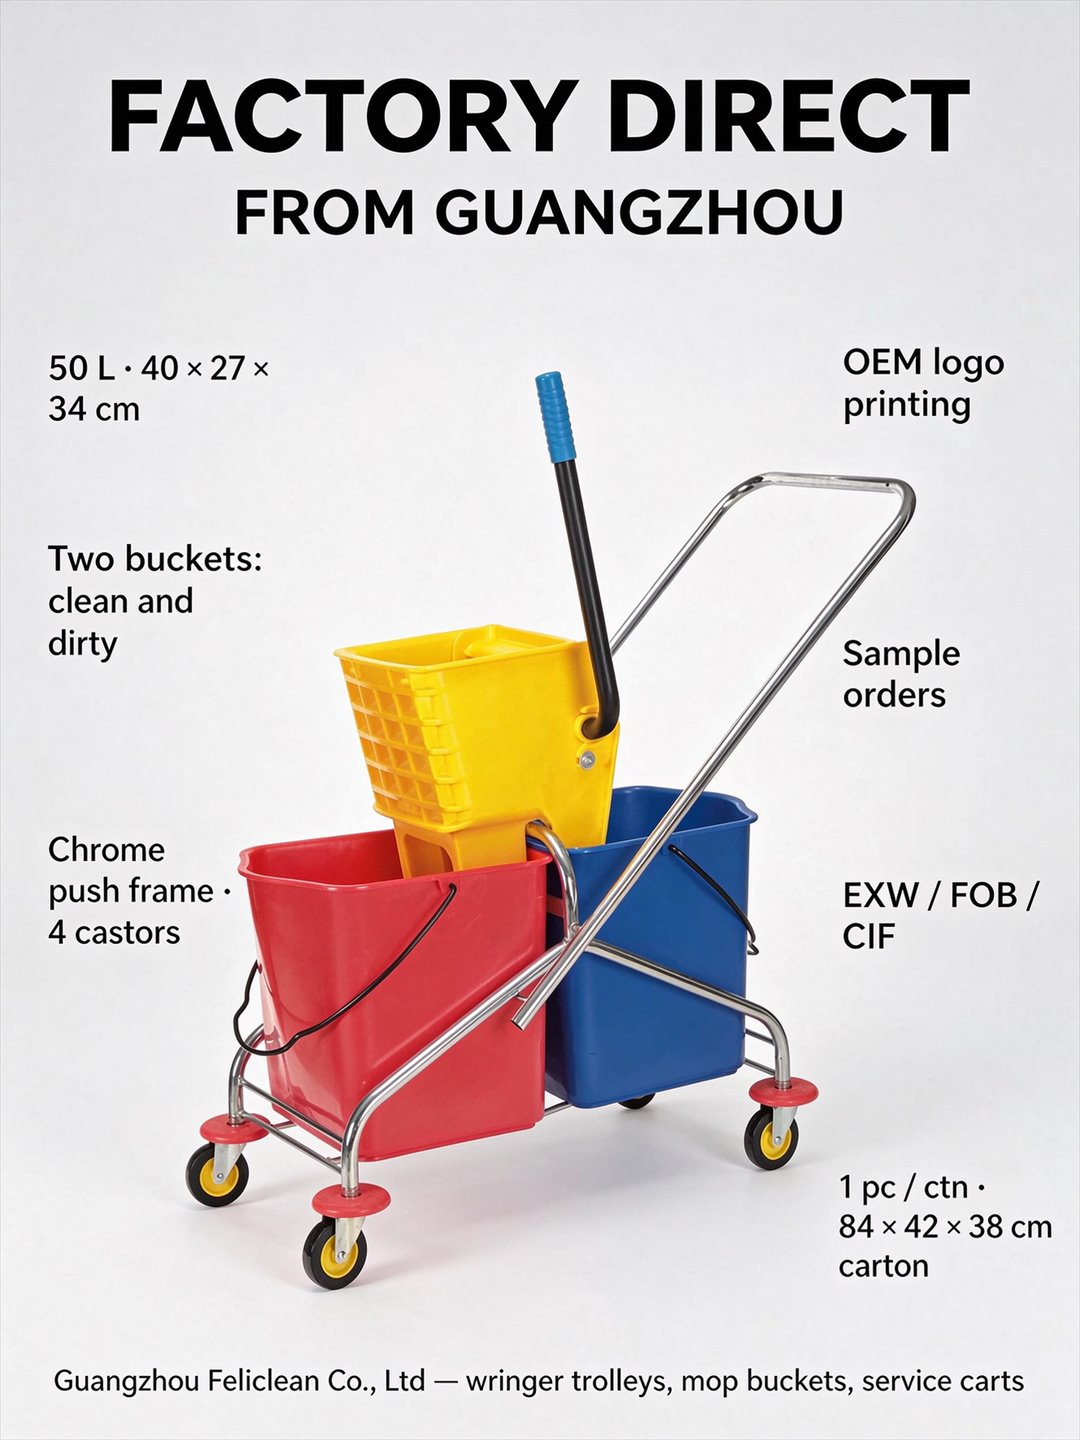 FACTORY DIRECT
FROM GUANGZHOU
50 L · 40 × 27 ×
34 cm
OEM logo
printing
Two buckets:
clean and
dirty
Sample
orders
Chrome
push frame ·
4 castors
EXW / FOB /
CIF
1 pc / ctn ·
84 × 42 × 38 cm
carton
Guangzhou Feliclean Co., Ltd — wringer trolleys, mop buckets, service carts